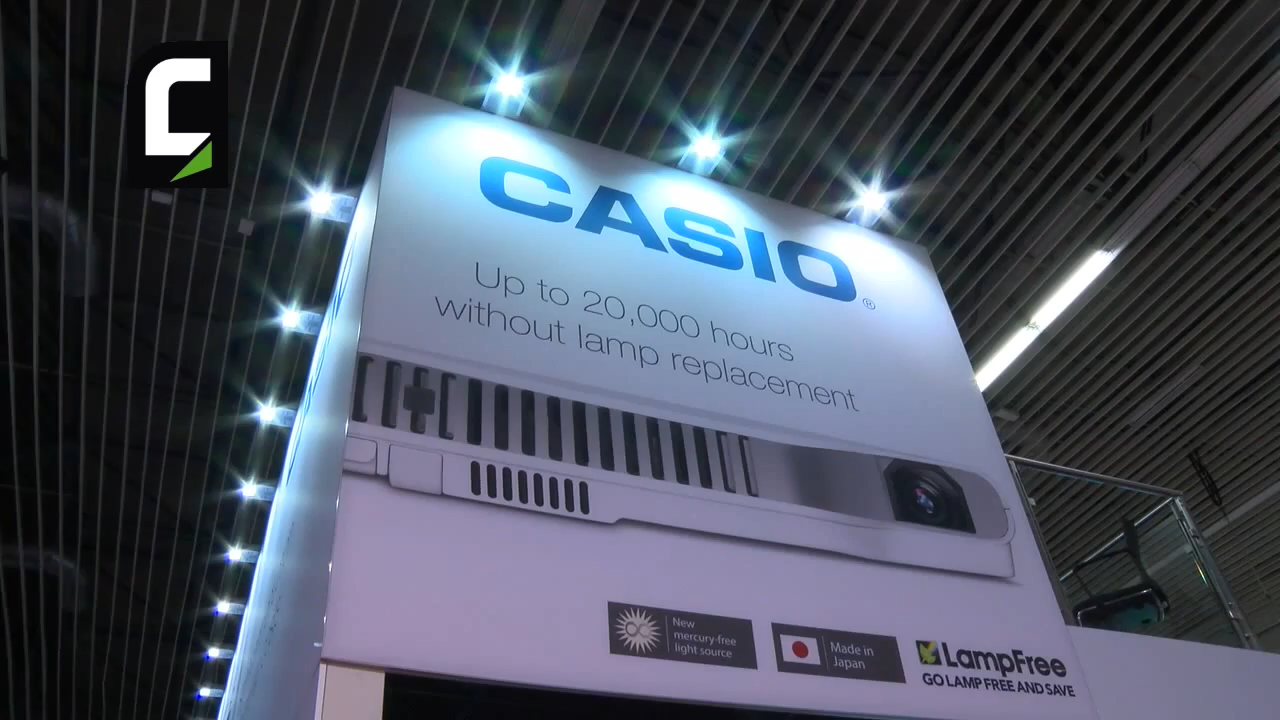 CASIO®
Up to 20,000 hours
without lamp replacement
New
mercury-free
light source
Made in
Japan
LampFree
GO LAMP FREE AND SAVE